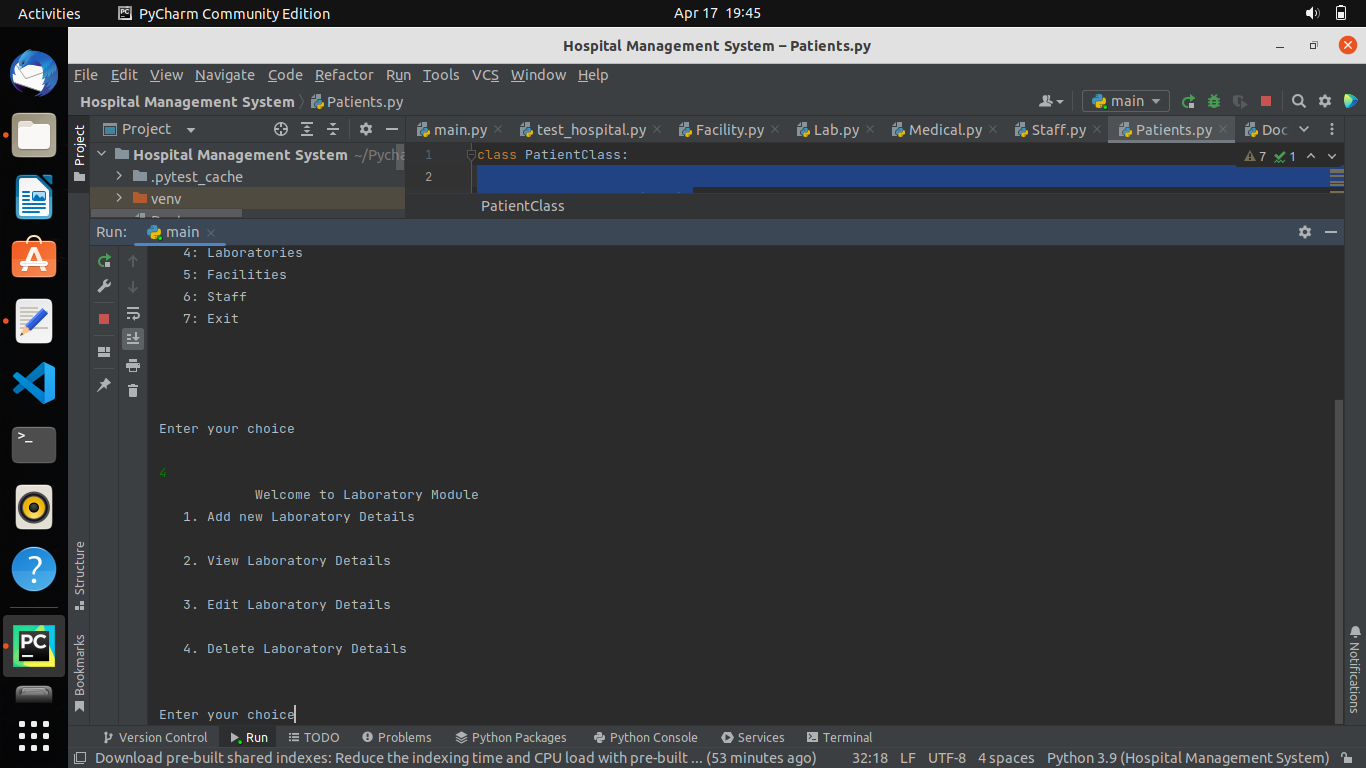 Activities PyCharm Community Edition Apr 17 19:45
Hospital Management System – Patients.py
File Edit View Navigate Code Refactor Run Tools VCS Window Help
Hospital Management System Patients.py main
Project
Project main.py test_hospital.py Facility.py Lab.py Medical.py Staff.py Patients.py Doc
Hospital Management System ~/Pycha
.pytest_cache
venv
1 class PatientClass: 7 1
2
PatientClass
Run: main
4: Laboratories
5: Facilities
6: Staff
7: Exit
Enter your choice
4
Welcome to Laboratory Module
1. Add new Laboratory Details
2. View Laboratory Details
3. Edit Laboratory Details
4. Delete Laboratory Details
Enter your choice
Structure
Bookmarks
Notifications
>_
?
PC
Version Control Run TODO Problems Python Packages Python Console Services Terminal
Download pre-built shared indexes: Reduce the indexing time and CPU load with pre-built ... (53 minutes ago) 32:18 LF UTF-8 4 spaces Python 3.9 (Hospital Management System)